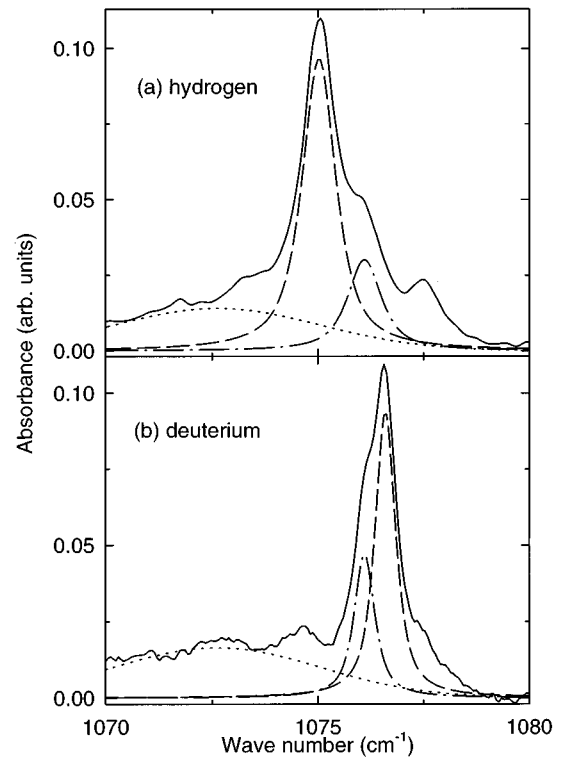 0.10
(a) hydrogen
0.05
0.00
Absorbance (arb. units)
0.10
(b) deuterium
0.05
0.00
1070 1075 1080
Wave number (cm⁻¹)